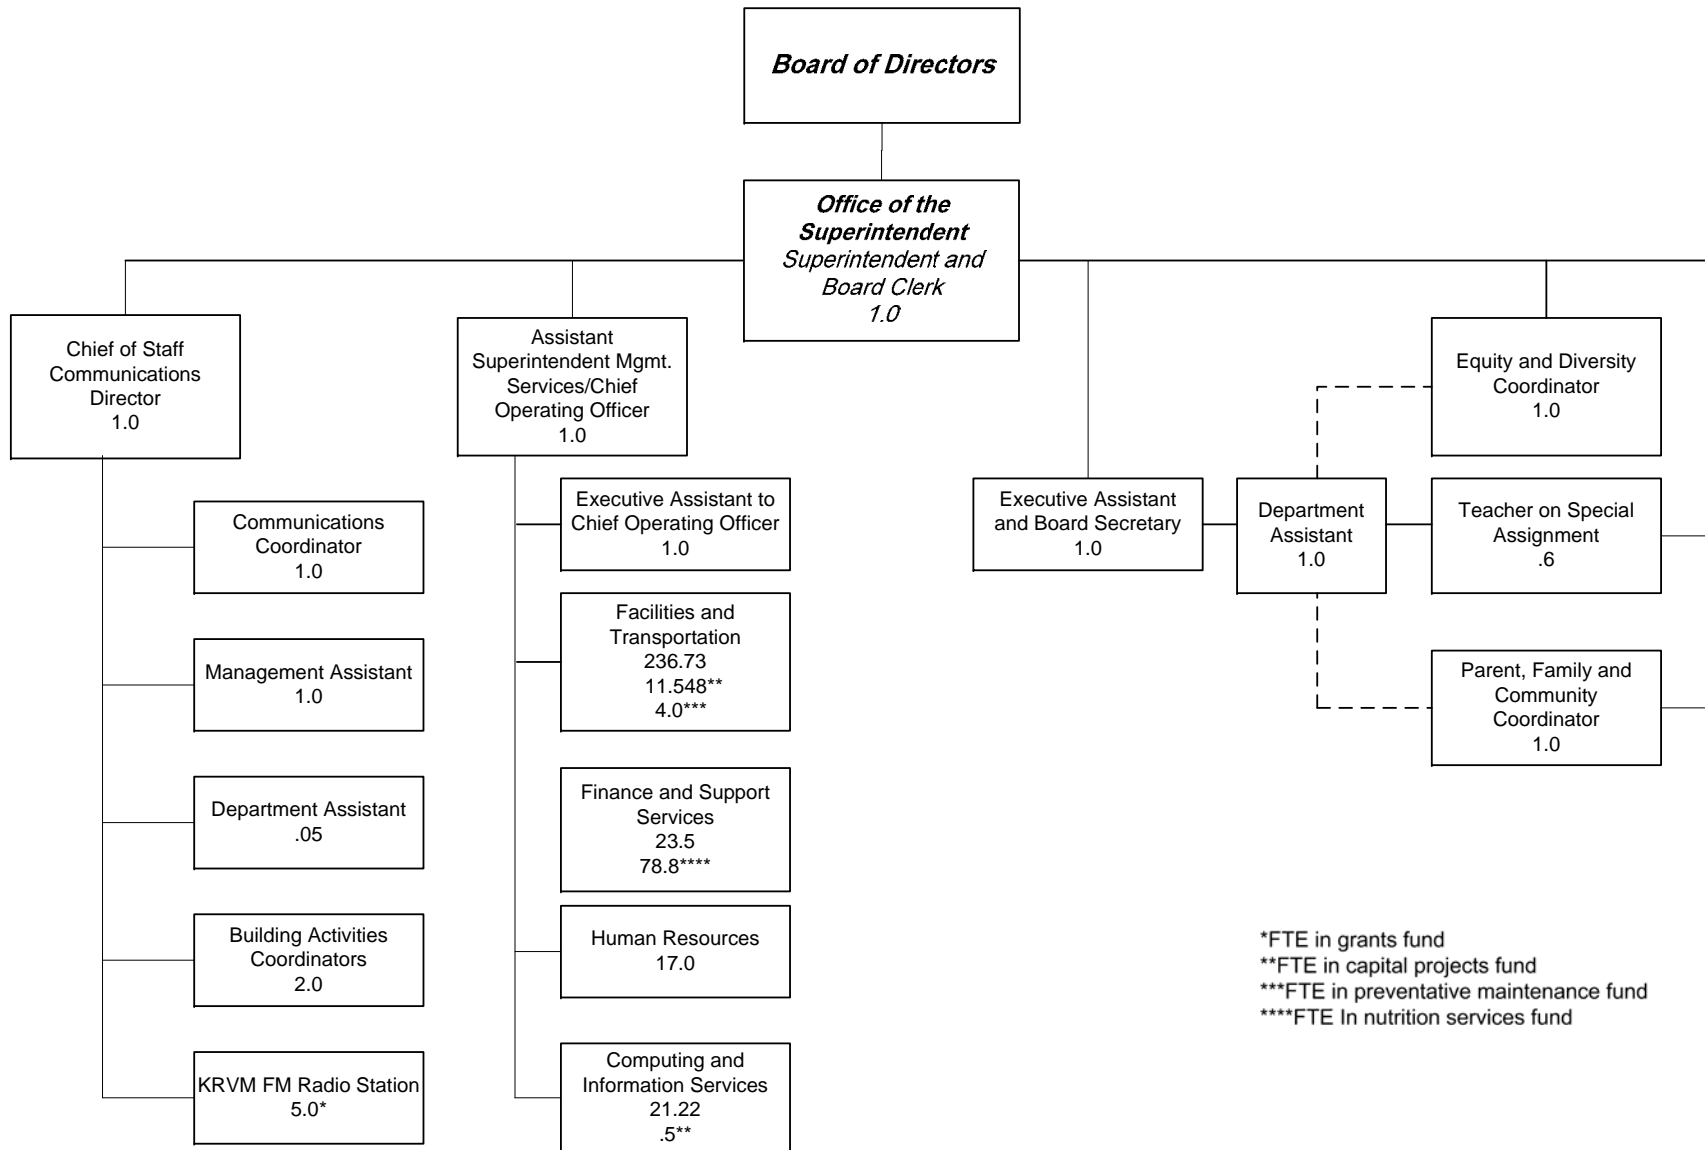 Board of Directors
Office of the
Superintendent
Superintendent and
Board Clerk
1.0
Chief of Staff
Communications
Director
1.0
Communications
Coordinator
1.0
Management Assistant
1.0
Department Assistant
.05
Building Activities
Coordinators
2.0
KRVM FM Radio Station
5.0*
Assistant
Superintendent Mgmt.
Services/Chief
Operating Officer
1.0
Executive Assistant to
Chief Operating Officer
1.0
Facilities and
Transportation
236.73
11.548**
4.0***
Finance and Support
Services
23.5
78.8****
Human Resources
17.0
Computing and
Information Services
21.22
.5**
Executive Assistant
and Board Secretary
1.0
Department
Assistant
1.0
Equity and Diversity
Coordinator
1.0
Teacher on Special
Assignment
.6
Parent, Family and
Community
Coordinator
1.0
*FTE in grants fund
**FTE in capital projects fund
***FTE in preventative maintenance fund
****FTE In nutrition services fund